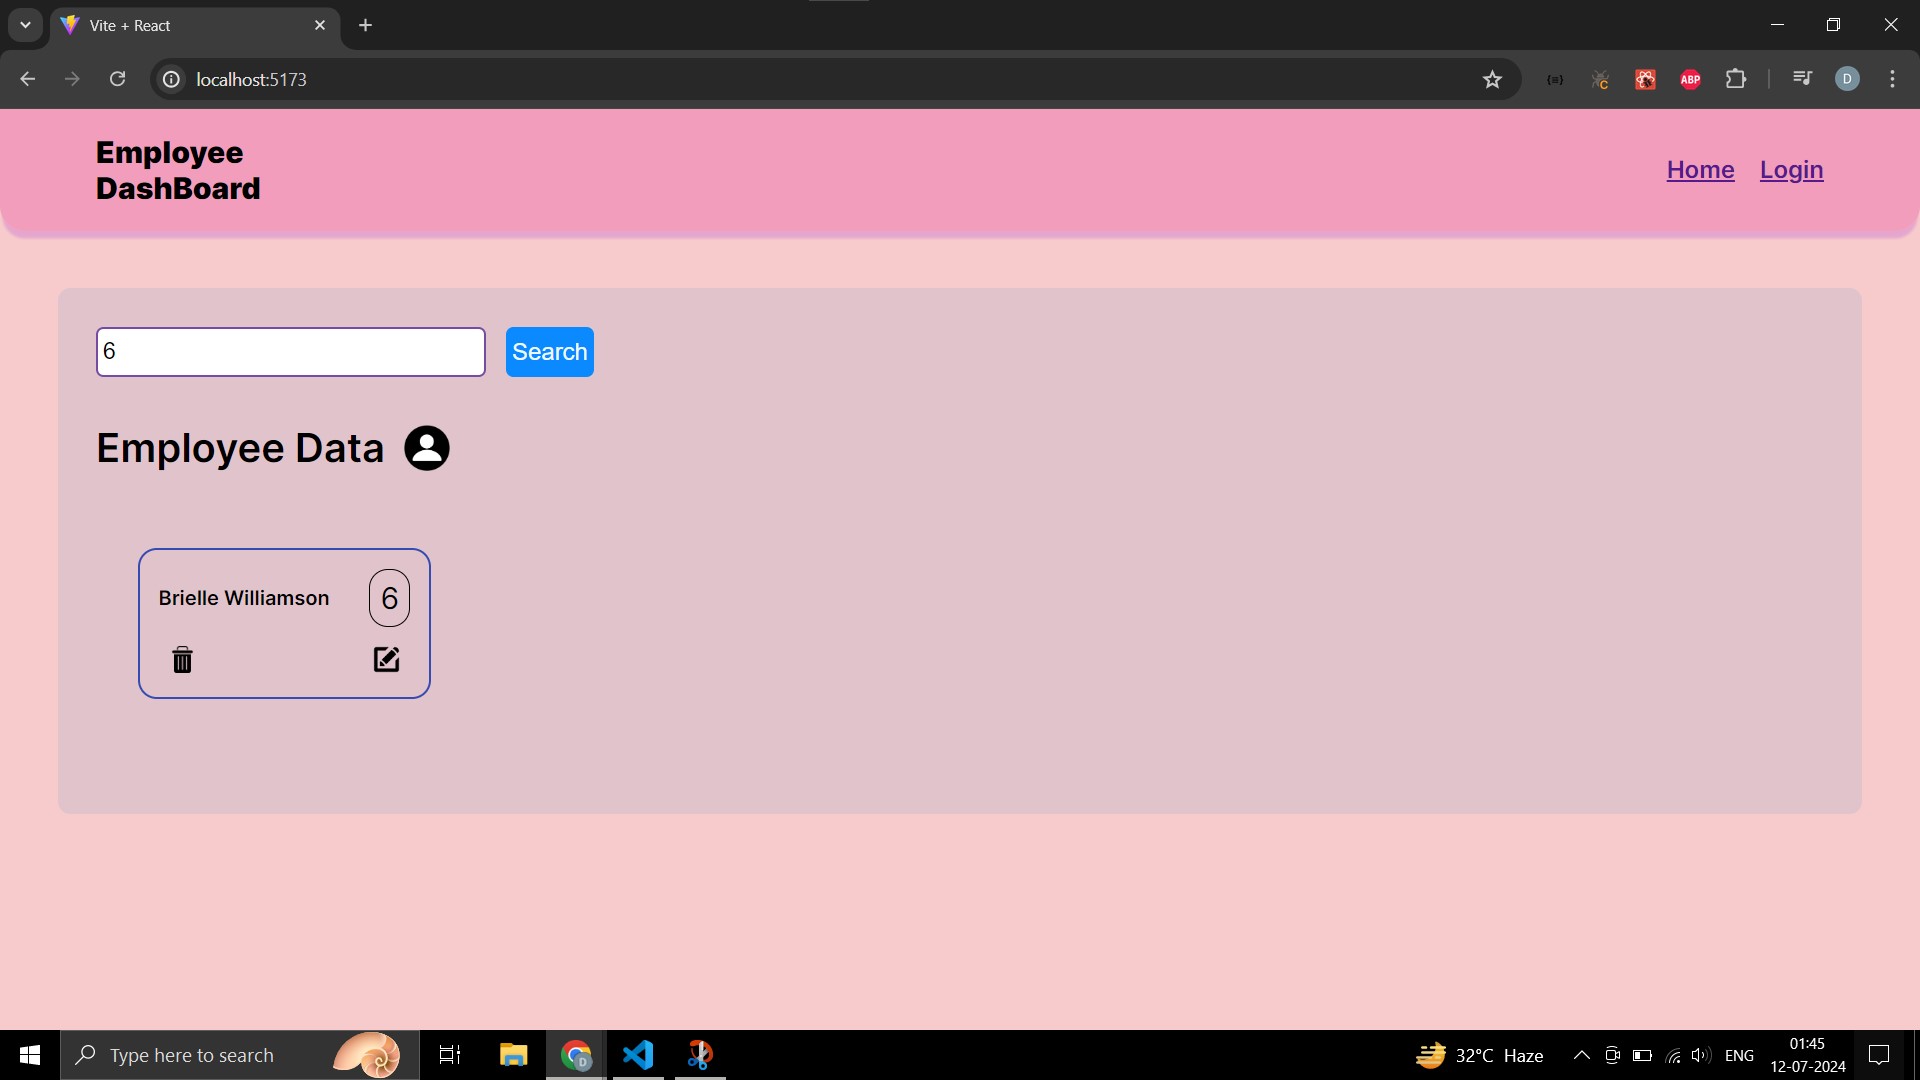 Vite + React
localhost:5173
ABP
D
Employee
DashBoard
Home Login
6
Search
Employee Data
Brielle Williamson 6
Type here to search
D
32°C Haze
ENG
01:45
12-07-2024